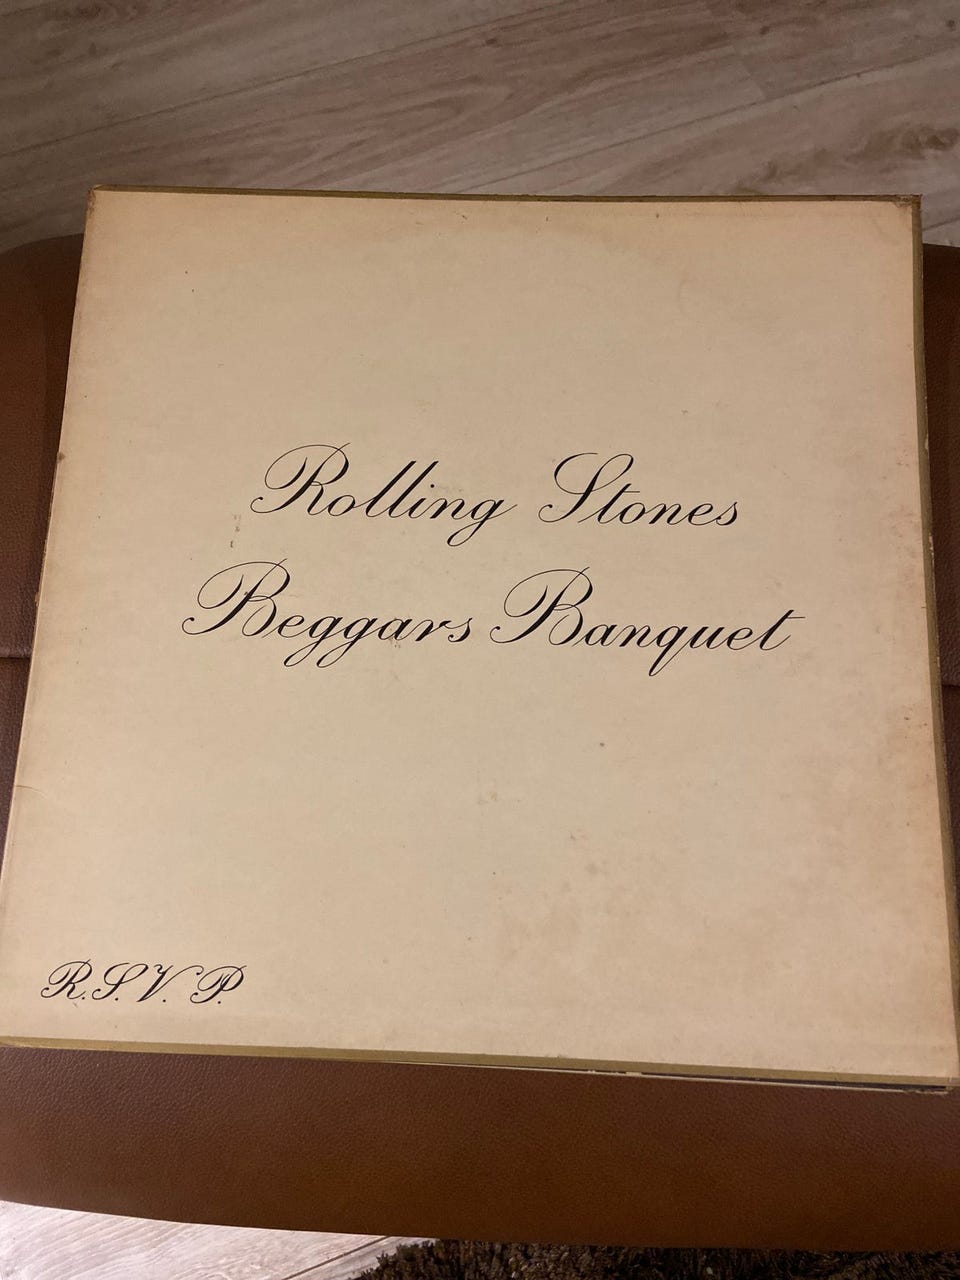 Rolling Stones
Beggars Banquet
R.S.V.P.